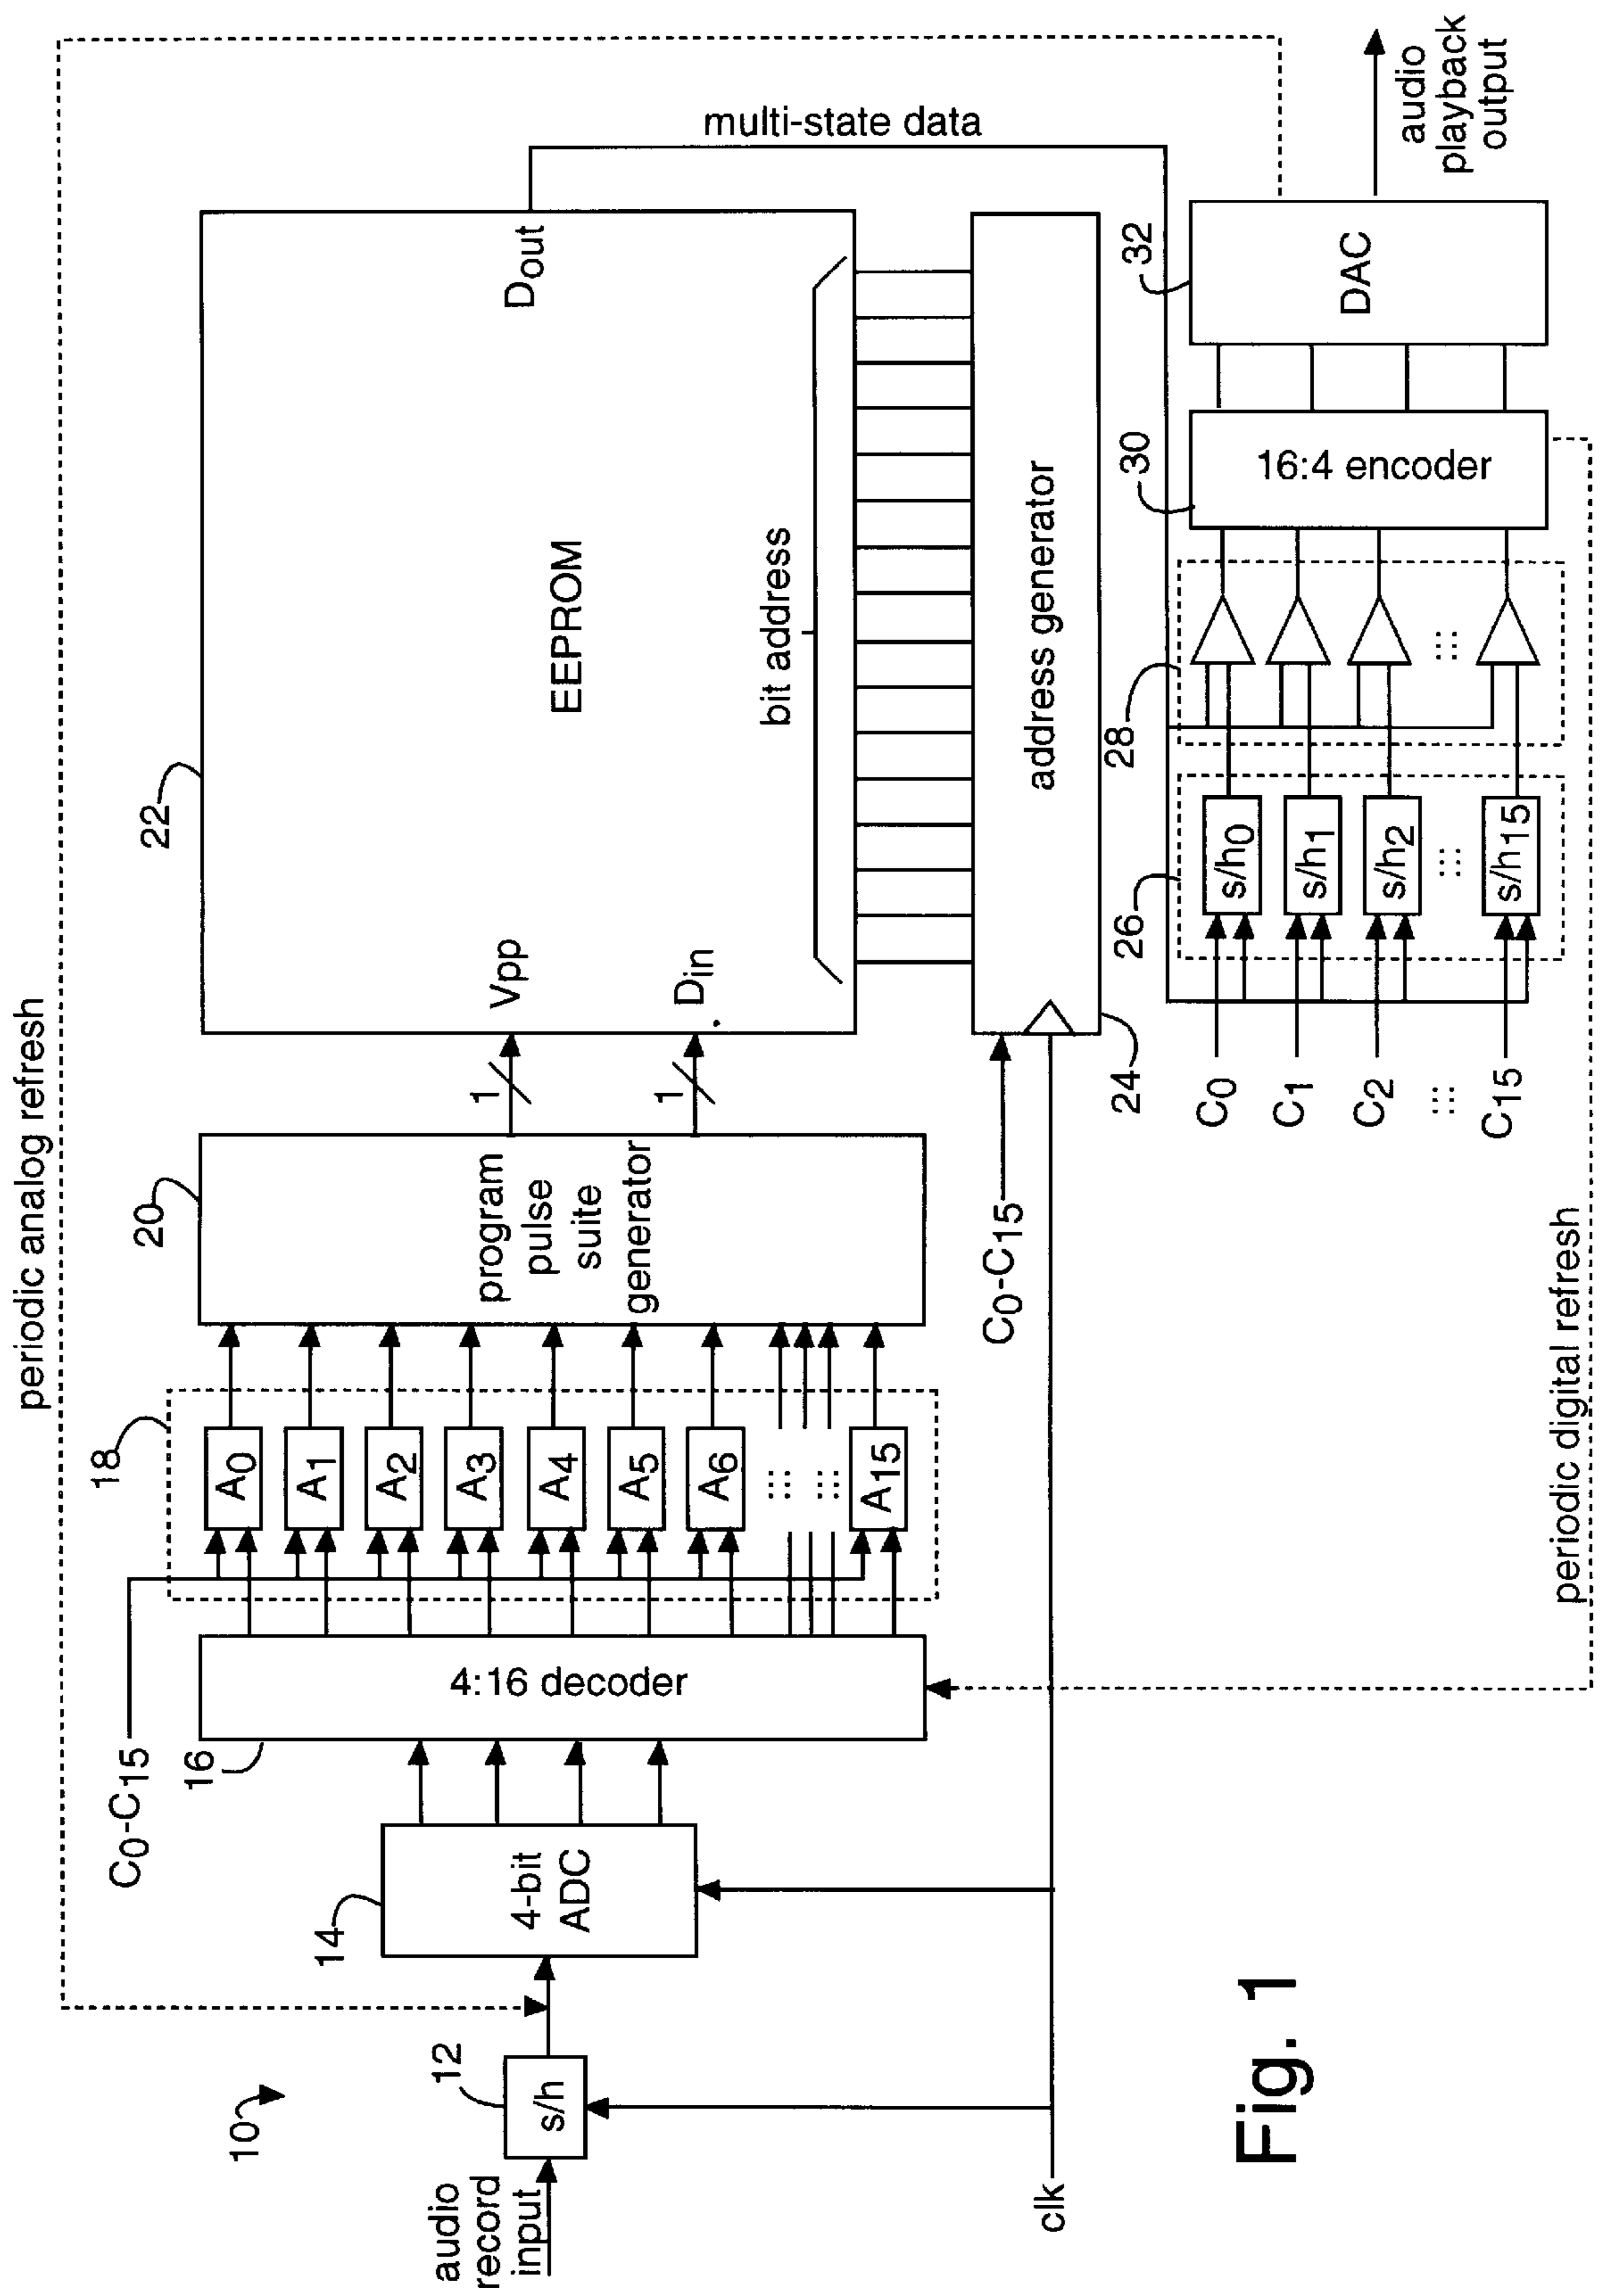 periodic analog refresh
C0-C15
18
20
22
multi-state data
10
audio
record
input
12
s/h
14
4-bit
ADC
16
4:16 decoder
A0
A1
A2
A3
A4
A5
A6
...
...
A15
program
pulse
suite
generator
1
Vpp
1
Din
EEPROM
Dout
bit address
C0-C15
address generator
24
clk
C0
C1
C2
...
C15
26
s/h0
s/h1
s/h2
...
s/h15
28
...
30
16:4 encoder
32
DAC
audio
playback
output
periodic digital refresh
Fig. 1